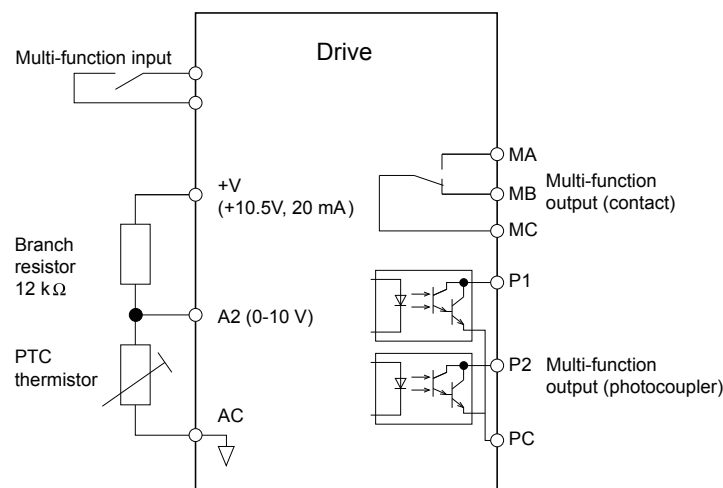 Drive
Multi-function input
+V
(+10.5V, 20 mA)
Branch
resistor
12 kΩ
A2 (0-10 V)
PTC
thermistor
AC
MA
MB
MC
Multi-function
output (contact)
P1
P2
PC
Multi-function
output (photocoupler)